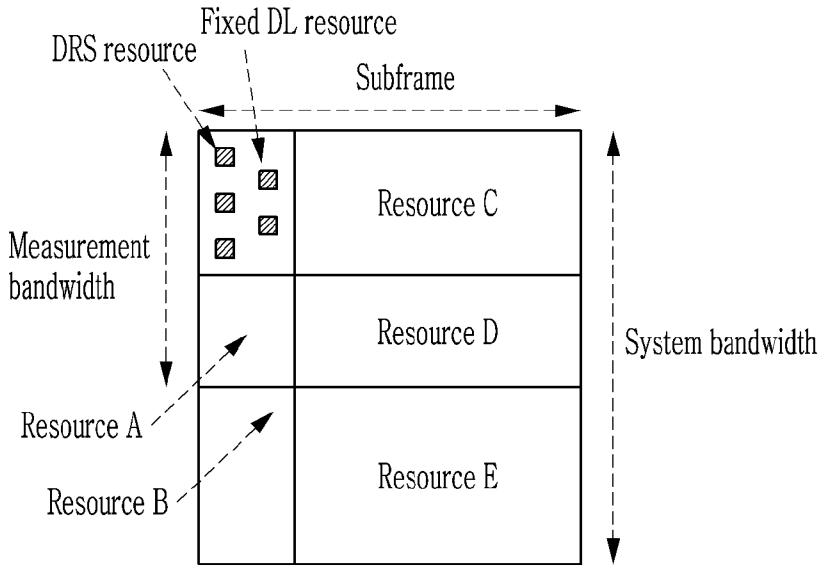 Fixed DL resource
DRS resource
Subframe
Resource C
Measurement
bandwidth
Resource D
System bandwidth
Resource A
Resource B
Resource E